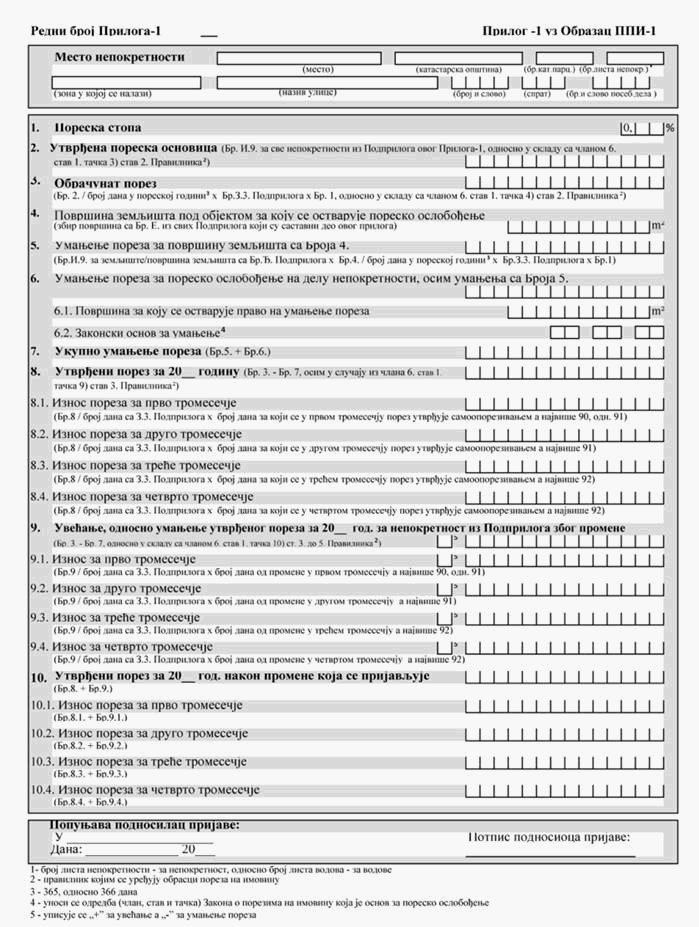 Редни број Прилога-1 __ Прилог -1 уз Образац ППИ-1
Место непокретности
(место) (катастарска општина) (бр.кат.парц.) (бр.листа непокр.)¹
(зона у којој се налази) (назив улице) (број и слово) (спрат) (бр.и слово посеб.дела )
1. Пореска стопа 0, %
2. Утврђена пореска основица (Бр. И.9. за све непокретности из Подприлога овог Прилога-1, односно у складу са чланом 6.
став 1. тачка 3) став 2. Правилника²)
3. Обрачунат порез
(Бр. 2. / број дана у пореској години³ х Бр.З.3. Подприлога х Бр. 1, односно у складу са чланом 6. став 1. тачка 4) став 2. Правилника²)
4. Површина земљишта под објектом за коју се остварује пореско ослобођење
(збир површина са Бр. Е. из свих Подприлога који су саставни део овог прилога) m²
5. Умањење пореза за површину земљишта са Броја 4.
(Бр.И.9. за земљиште/површина земљишта са Бр.Ђ. Подприлога х Бр.4. / број дана у пореској години³ х Бр.З.3. Подприлога х Бр.1)
6. Умањење пореза за пореско ослобођење на делу непокретности, осим умањења са Броја 5.
6.1. Површина за коју се остварује право на умањење пореза m²
6.2. Законски основ за умањење⁴
7. Укупно умањење пореза (Бр.5. + Бр.6.)
8. Утврђени порез за 20__ годину (Бр. 3. - Бр. 7, осим у случају из члана 6. став 1.
тачка 9) став 3. Правилника²)
8.1. Износ пореза за прво тромесечје
(Бр.8 / број дана са З.3. Подприлога х број дана за који се у првом тромесечју порез утврђује самоопорезивањем а највише 90, одн. 91)
8.2. Износ пореза за друго тромесечје
(Бр.8 / број дана са З.3. Подприлога х број дана за који се у другом тромесечју порез утврђује самоопорезивањем а највише 91)
8.3. Износ пореза за треће тромесечје
(Бр.8 / број дана са З.3. Подприлога х број дана за који се у трећем тромесечју порез утврђује самоопорезивањем а највише 92)
8.4. Износ пореза за четврто тромесечје
(Бр.8 / број дана са З.3. Подприлога х број дана за који се у четвртом тромесечју порез утврђује самоопорезивањем а највише 92)
9. Увећање, односно умањење утврђеног пореза за 20__ год. за непокретност из Подприлога због промене
(Бр. 3. - Бр. 7, односно у складу са чланом 6. став 1. тачка 10) ст. 3. до 5. Правилника²) ⁵
9.1. Износ за прво тромесечје ⁵
(Бр.9 / број дана са З.3. Подприлога х број дана од промене у првом тромесечју а највише 90, одн. 91)
9.2. Износ за друго тромесечје ⁵
(Бр.9 / број дана са З.3. Подприлога х број дана од промене у другом тромесечју а највише 91)
9.3. Износ за треће тромесечје ⁵
(Бр.9 / број дана са З.3. Подприлога х број дана од промене у трећем тромесечју а највише 92)
9.4. Износ за четврто тромесечје ⁵
(Бр.9 / број дана са З.3. Подприлога х број дана од промене у четвртом тромесечју а највише 92)
10. Утврђени порез за 20__ год. након промене која се пријављује
(Бр.8. + Бр.9.)
10.1. Износ пореза за прво тромесечје
(Бр.8.1. + Бр.9.1.)
10.2. Износ пореза за друго тромесечје
(Бр.8.2. + Бр.9.2.)
10.3. Износ пореза за треће тромесечје
(Бр.8.3. + Бр.9.3.)
10.4. Износ пореза за четврто тромесечје
(Бр.8.4. + Бр.9.4.)
Попуњава подносилац пријаве:
У ____________ Потпис подносиоца пријаве:
Дана: ____________ 20___ ____________
1- број листа непокретности - за непокретност, односно број листа водова - за водове
2 - правилник којим се уређују обрасци пореза на имовину
3 - 365, односно 366 дана
4 - уноси се одредба (члан, став и тачка) Закона о порезима на имовину која је основ за пореско ослобођење
5 - уписује се „+” за увећање а „-” за умањење пореза